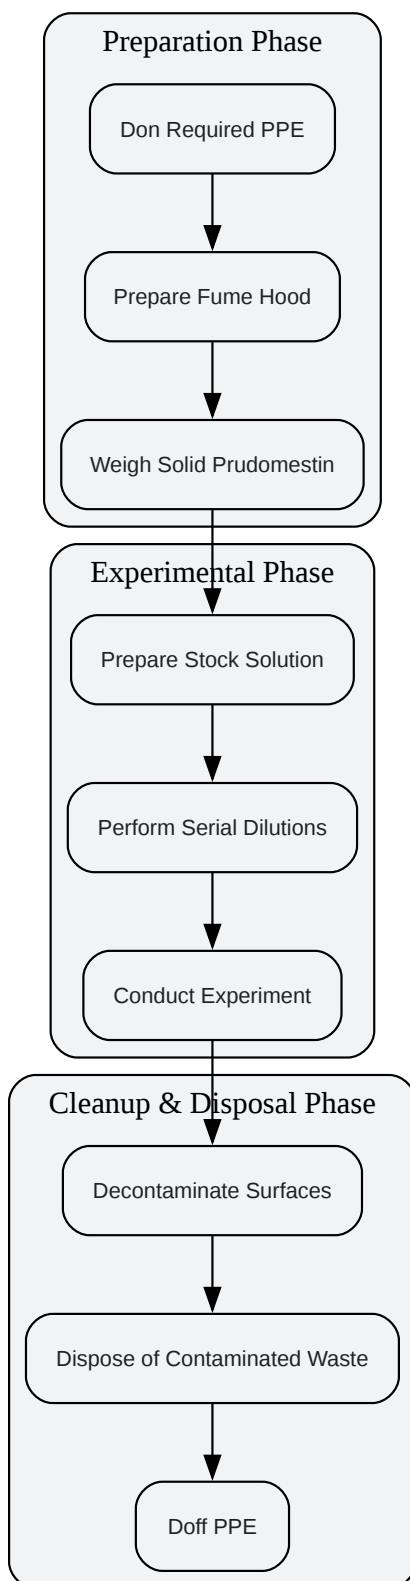 Preparation Phase
Don Required PPE
Prepare Fume Hood
Weigh Solid Prudomestin
Experimental Phase
Prepare Stock Solution
Perform Serial Dilutions
Conduct Experiment
Cleanup & Disposal Phase
Decontaminate Surfaces
Dispose of Contaminated Waste
Doff PPE